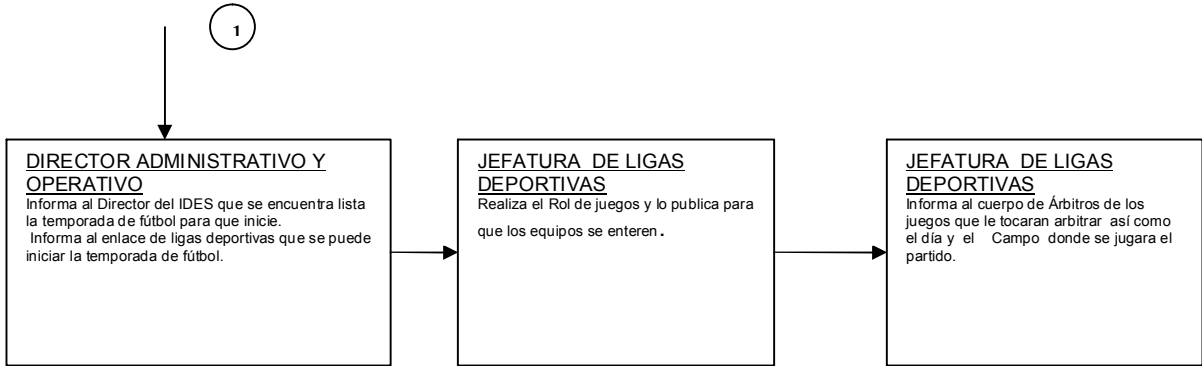 1
DIRECTOR ADMINISTRATIVO Y
OPERATIVO
Informa al Director del IDES que se encuentra lista
la temporada de fútbol para que inicie.
Informa al enlace de ligas deportivas que se puede
iniciar la temporada de fútbol.
JEFATURA DE LIGAS
DEPORTIVAS
Realiza el Rol de juegos y lo publica para
que los equipos se enteren.
JEFATURA DE LIGAS
DEPORTIVAS
Informa al cuerpo de Árbitros de los
juegos que le tocaran arbitrar así como
el día y el Campo donde se jugara el
partido.